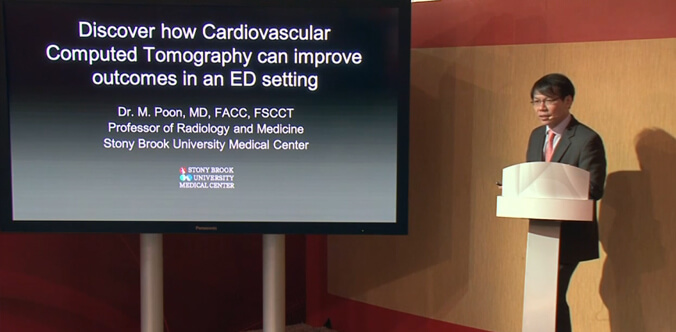 Discover how Cardiovascular
Computed Tomography can improve
outcomes in an ED setting
Dr. M. Poon, MD, FACC, FSCCT
Professor of Radiology and Medicine
Stony Brook University Medical Center
STONY BROOK
UNIVERSITY
MEDICAL CENTER
Panasonic